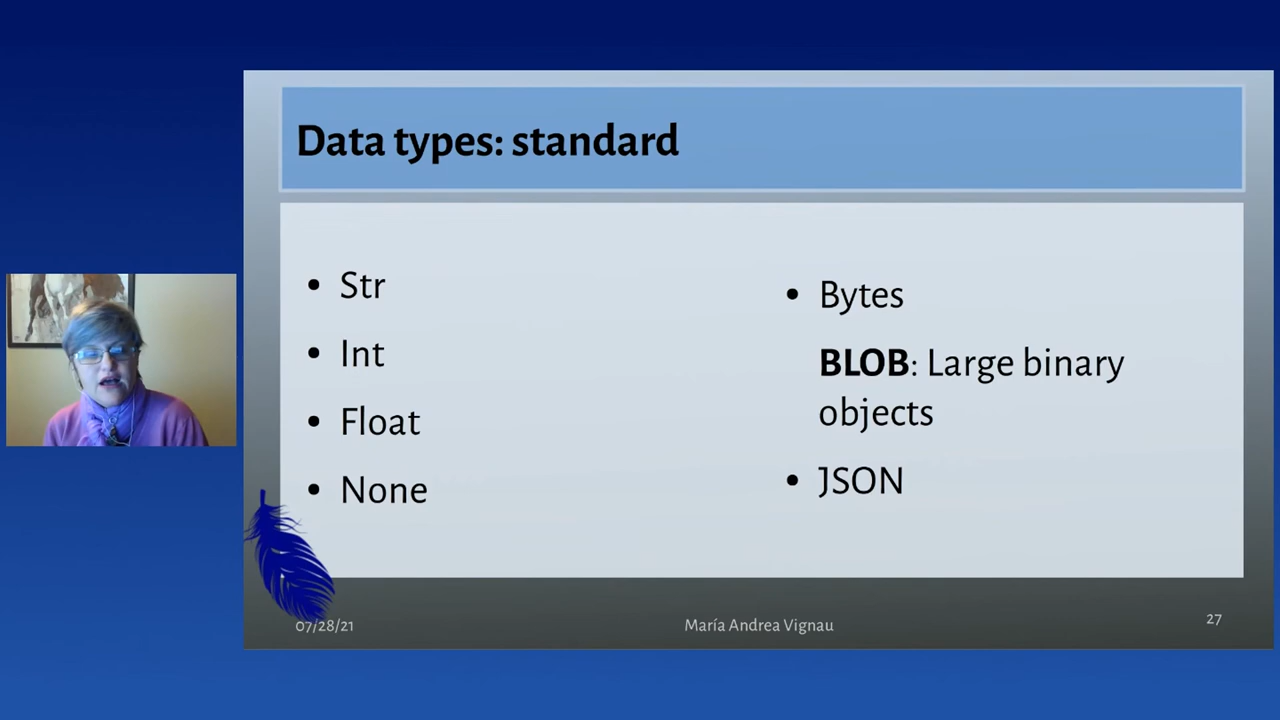 Data types: standard
• Str
• Int
• Float
• None
• Bytes
BLOB: Large binary
objects
• JSON
07/28/21
María Andrea Vignau
27